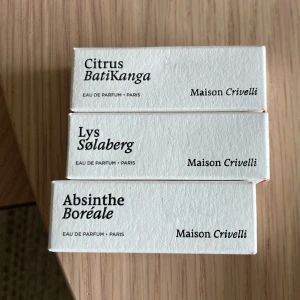 Citrus
BatiKanga
EAU DE PARFUM • PARIS
Maison Crivelli
Lys
Sølaberg
EAU DE PARFUM • PARIS
Maison Crivelli
Absinthe
Boréale
EAU DE PARFUM • PARIS
Maison Crivelli